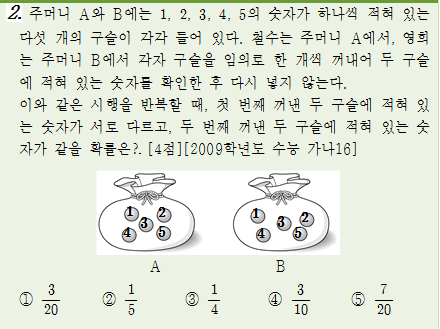 2. 주머니 A와 B에는 1, 2, 3, 4, 5의 숫자가 하나씩 적혀 있는
다섯 개의 구슬이 각각 들어 있다. 철수는 주머니 A에서, 영희
는 주머니 B에서 각자 구슬을 임의로 한 개씩 꺼내어 두 구슬
에 적혀 있는 숫자를 확인한 후 다시 넣지 않는다.
이와 같은 시행을 반복할 때, 첫 번째 꺼낸 두 구슬에 적혀 있
는 숫자가 서로 다르고, 두 번째 꺼낸 두 구슬에 적혀 있는 숫
자가 같을 확률은?. [4점][2009학년도 수능 가나16]
1 2 3 4 5
1 2 3 4 5
A B
① 3/20 ② 1/5 ③ 1/4 ④ 3/10 ⑤ 7/20